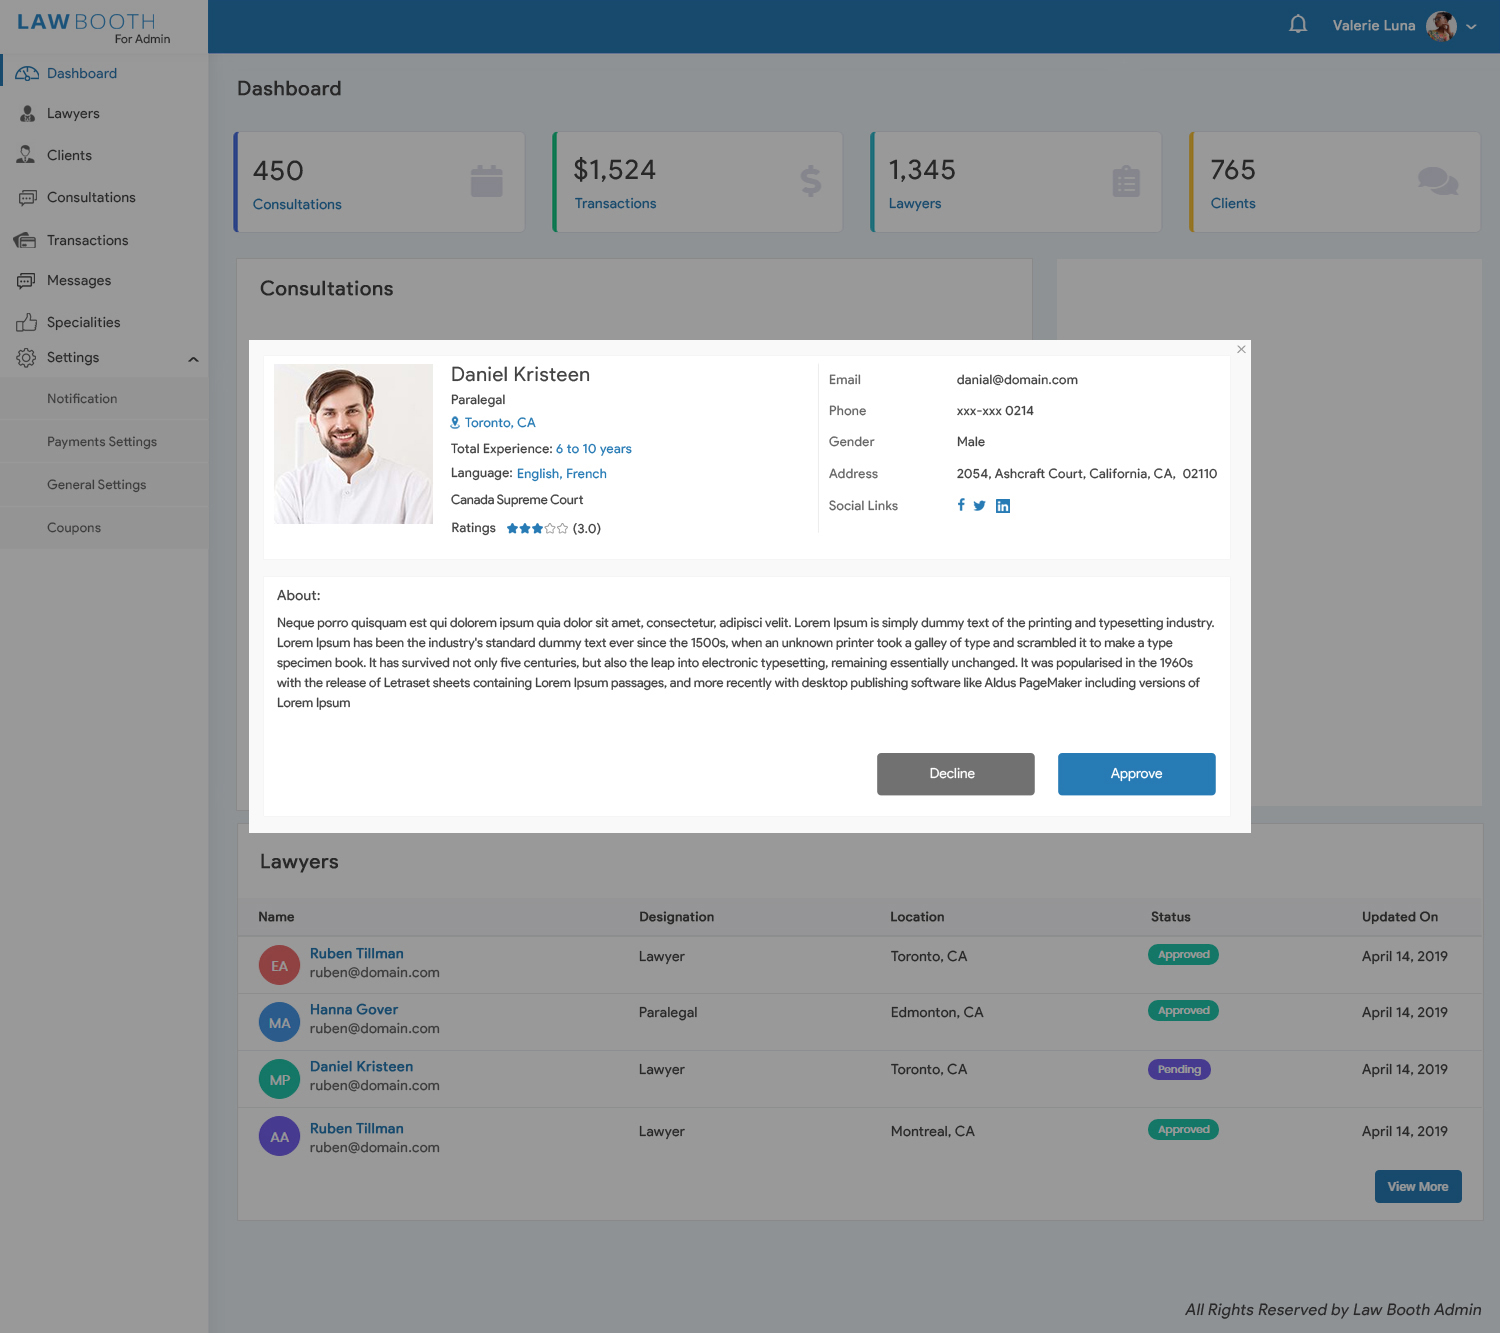 LAW BOOTH
For Admin
Valerie Luna
Dashboard
Lawyers
Clients
Consultations
Transactions
Messages
Specialities
Settings
Notification
Payments Settings
General Settings
Coupons
Dashboard
450
Consultations
$1,524
Transactions
1,345
Lawyers
765
Clients
Consultations
Daniel Kristeen
Paralegal
Toronto, CA
Total Experience: 6 to 10 years
Language: English, French
Canada Supreme Court
Ratings (3.0)
Email danial@domain.com
Phone xxx-xxx 0214
Gender Male
Address 2054, Ashcraft Court, California, CA, 02110
Social Links
About:
Neque porro quisquam est qui dolorem ipsum quia dolor sit amet, consectetur, adipisci velit. Lorem Ipsum is simply dummy text of the printing and typesetting industry.
Lorem Ipsum has been the industry's standard dummy text ever since the 1500s, when an unknown printer took a galley of type and scrambled it to make a type
specimen book. It has survived not only five centuries, but also the leap into electronic typesetting, remaining essentially unchanged. It was popularised in the 1960s
with the release of Letraset sheets containing Lorem Ipsum passages, and more recently with desktop publishing software like Aldus PageMaker including versions of
Lorem Ipsum
Decline Approve
Lawyers
Name Designation Location Status Updated On
EA Ruben Tillman Lawyer Toronto, CA Approved April 14, 2019
ruben@domain.com
MA Hanna Gover Paralegal Edmonton, CA Approved April 14, 2019
ruben@domain.com
MP Daniel Kristeen Lawyer Toronto, CA Pending April 14, 2019
ruben@domain.com
AA Ruben Tillman Lawyer Montreal, CA Approved April 14, 2019
ruben@domain.com
View More
All Rights Reserved by Law Booth Admin